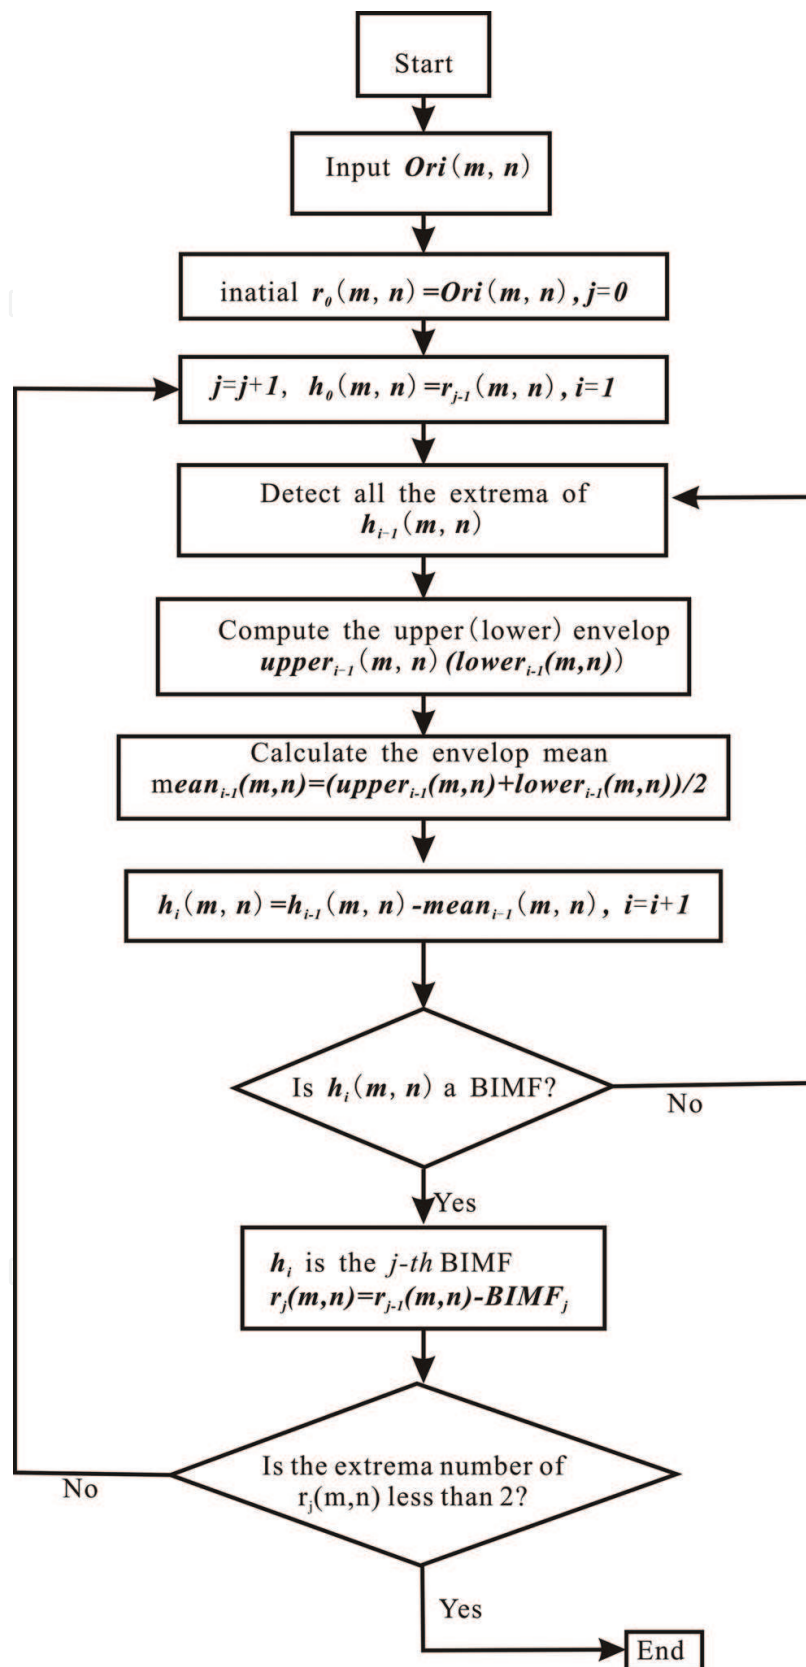 Start
Input Ori(m, n)
inatial r₀(m, n)=Ori(m, n), j=0
j=j+1, h₀(m, n)=rⱼ₋₁(m, n), i=1
Detect all the extrema of
hᵢ₋₁(m, n)
Compute the upper(lower) envelop
upperᵢ₋₁(m, n)(lowerᵢ₋₁(m,n))
Calculate the envelop mean
meanᵢ₋₁(m,n)=(upperᵢ₋₁(m,n)+lowerᵢ₋₁(m,n))/2
hᵢ(m, n)=hᵢ₋₁(m, n)-meanᵢ₋₁(m, n), i=i+1
Is hᵢ(m, n) a BIMF?
No
Yes
hᵢ is the j-th BIMF
rⱼ(m,n)=rⱼ₋₁(m,n)-BIMFⱼ
Is the extrema number of
rⱼ(m,n) less than 2?
No
Yes
End